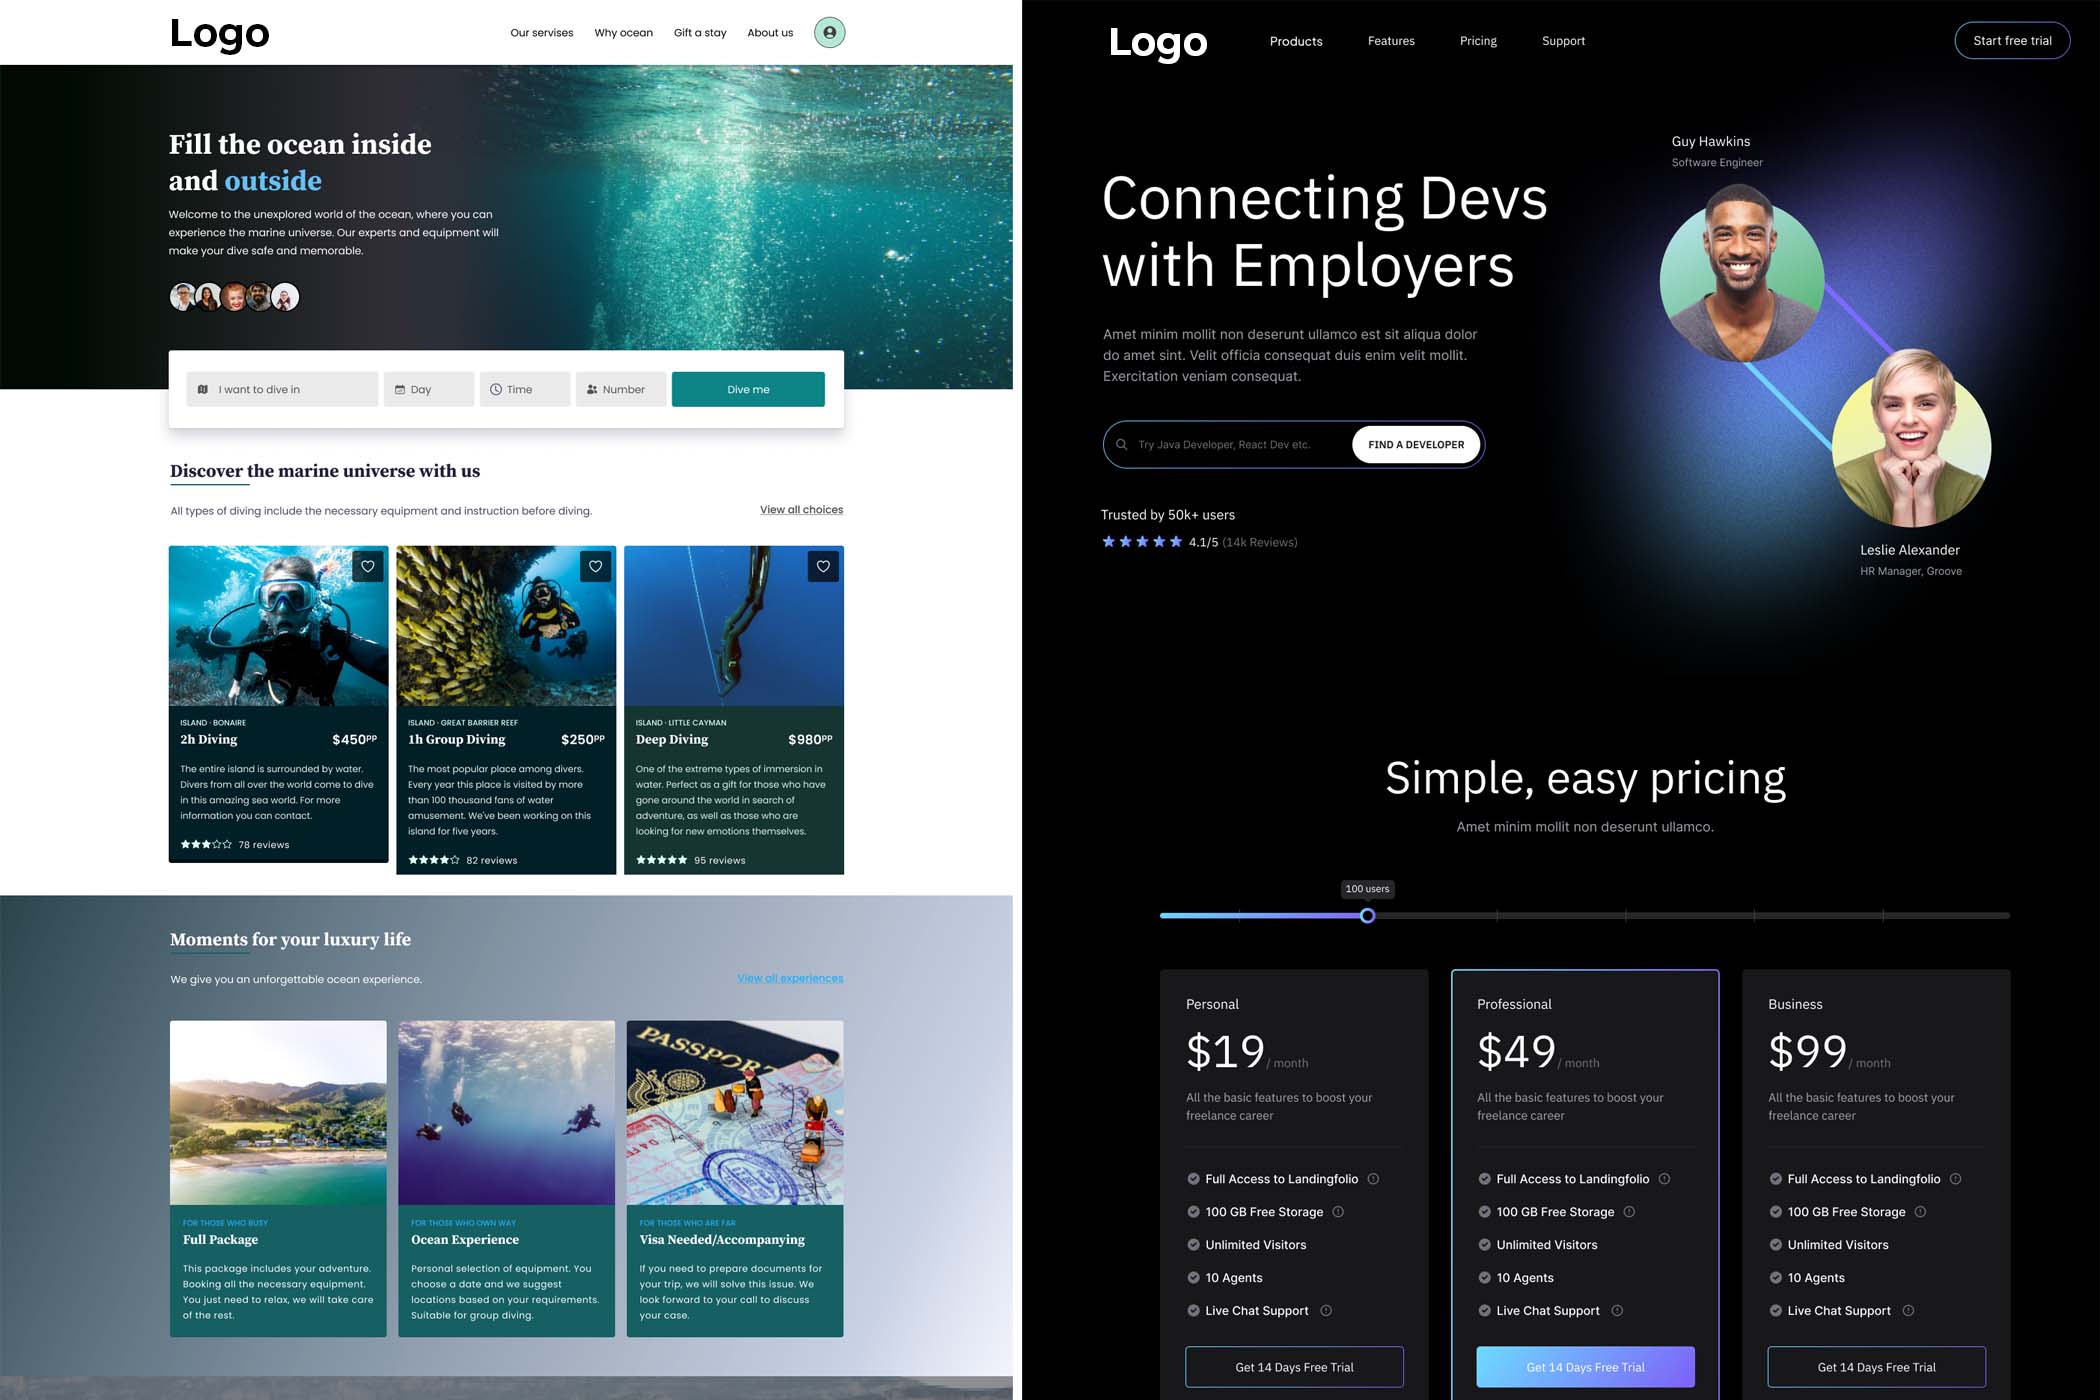 Logo
Our servises
Why ocean
Gift a stay
About us
Fill the ocean inside
and outside
Welcome to the unexplored world of the ocean, where you can
experience the marine universe. Our experts and equipment will
make your dive safe and memorable.
I want to dive in
Day
Time
Number
Dive me
Discover the marine universe with us
All types of diving include the necessary equipment and instruction before diving.
View all choices
ISLAND · BONAIRE
2h Diving
$450PP
The entire island is surrounded by water.
Divers from all over the world come to dive
in this amazing sea world. For more
information you can contact.
78 reviews
ISLAND · GREAT BARRIER REEF
1h Group Diving
$250PP
The most popular place among divers.
Every year this place is visited by more
than 100 thousand fans of water
amusement. We've been working on this
island for five years.
82 reviews
ISLAND · LITTLE CAYMAN
Deep Diving
$980PP
One of the extreme types of immersion in
water. Perfect as a gift for those who have
gone around the world in search of
adventure, as well as those who are
looking for new emotions themselves.
95 reviews
Moments for your luxury life
We give you an unforgettable ocean experience.
View all experiences
FOR THOSE WHO BUSY
Full Package
This package includes your adventure.
Booking all the necessary equipment.
You just need to relax, we will take care
of the rest.
FOR THOSE WHO OWN WAY
Ocean Experience
Personal selection of equipment. You
choose a date and we suggest
locations based on your requirements.
Suitable for group diving.
PASSPORT
FOR THOSE WHO ARE FAR
Visa Needed/Accompanying
If you need to prepare documents for
your trip, we will solve this issue. We
look forward to your call to discuss
your case.
Logo
Products
Features
Pricing
Support
Start free trial
Connecting Devs
with Employers
Amet minim mollit non deserunt ullamco est sit aliqua dolor
do amet sint. Velit officia consequat duis enim velit mollit.
Exercitation veniam consequat.
Try Java Developer, React Dev etc.
FIND A DEVELOPER
Trusted by 50k+ users
4.1/5 (14k Reviews)
Guy Hawkins
Software Engineer
Leslie Alexander
HR Manager, Groove
Simple, easy pricing
Amet minim mollit non deserunt ullamco.
100 users
Personal
$19/ month
All the basic features to boost your
freelance career
Full Access to Landingfolio
100 GB Free Storage
Unlimited Visitors
10 Agents
Live Chat Support
Get 14 Days Free Trial
Professional
$49/ month
All the basic features to boost your
freelance career
Full Access to Landingfolio
100 GB Free Storage
Unlimited Visitors
10 Agents
Live Chat Support
Get 14 Days Free Trial
Business
$99/ month
All the basic features to boost your
freelance career
Full Access to Landingfolio
100 GB Free Storage
Unlimited Visitors
10 Agents
Live Chat Support
Get 14 Days Free Trial